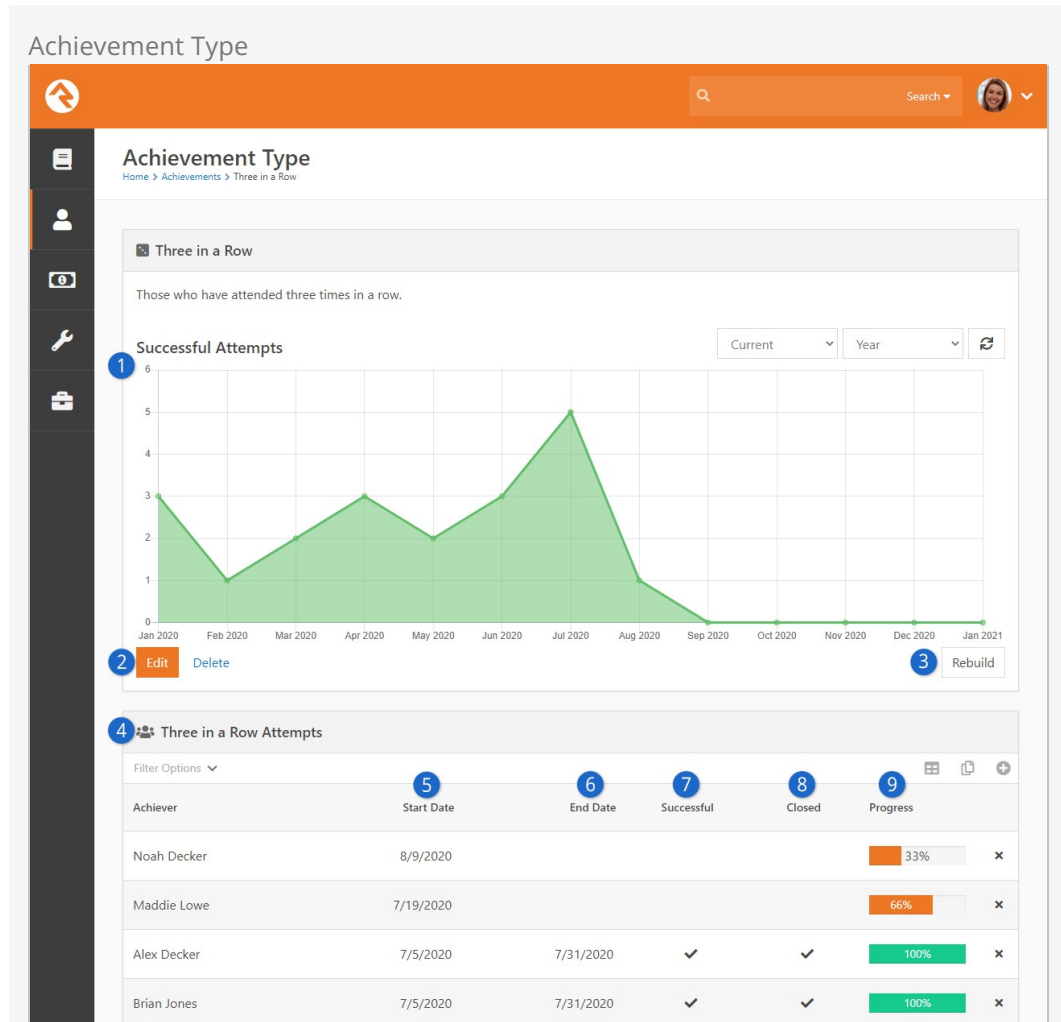 Achievement Type
Search
Achievement Type
Home > Achievements > Three in a Row
Three in a Row
Those who have attended three times in a row.
Successful Attempts
Current Year
1
6
5
4
3
2
1
0
Jan 2020 Feb 2020 Mar 2020 Apr 2020 May 2020 Jun 2020 Jul 2020 Aug 2020 Sep 2020 Oct 2020 Nov 2020 Dec 2020 Jan 2021
2 Edit Delete 3 Rebuild
4 Three in a Row Attempts
Filter Options
5 6 7 8 9
Achiever Start Date End Date Successful Closed Progress
Noah Decker 8/9/2020 33%
Maddie Lowe 7/19/2020 66%
Alex Decker 7/5/2020 7/31/2020 100%
Brian Jones 7/5/2020 7/31/2020 100%